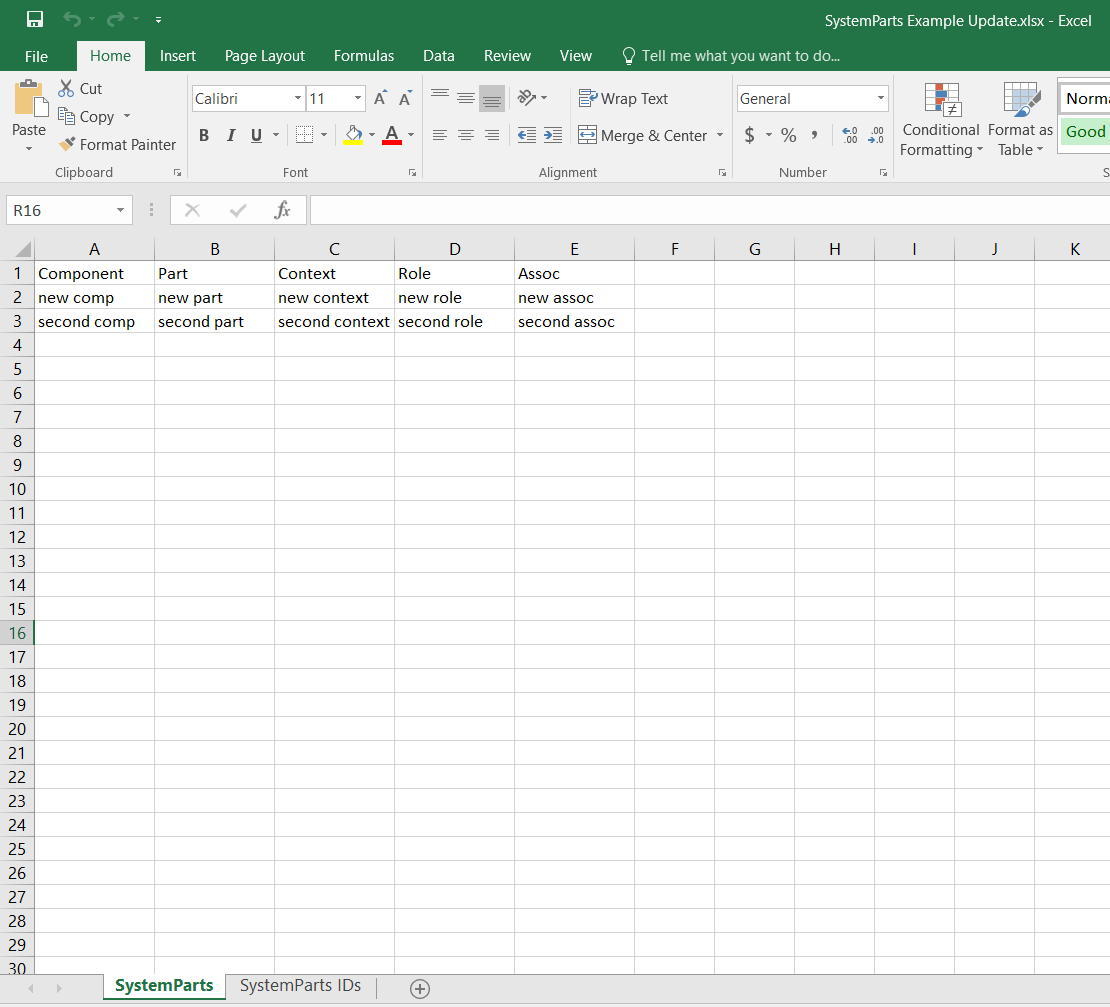 SystemParts Example Update.xlsx - Excel
File Home Insert Page Layout Formulas Data Review View Tell me what you want to do...
Paste
Cut
Copy
Format Painter
Clipboard
Calibri 11 A A
B I U A
Font
Wrap Text
Merge & Center
Alignment
General
$ % , .00 .00
Number
Conditional Formatting
Format as Table
Norma
Good
S
R16 fx
A B C D E F G H I J K
1 Component Part Context Role Assoc
2 new comp new part new context new role new assoc
3 second comp second part second context second role second assoc
4
5
6
7
8
9
10
11
12
13
14
15
16
17
18
19
20
21
22
23
24
25
26
27
28
29
30
SystemParts SystemParts IDs